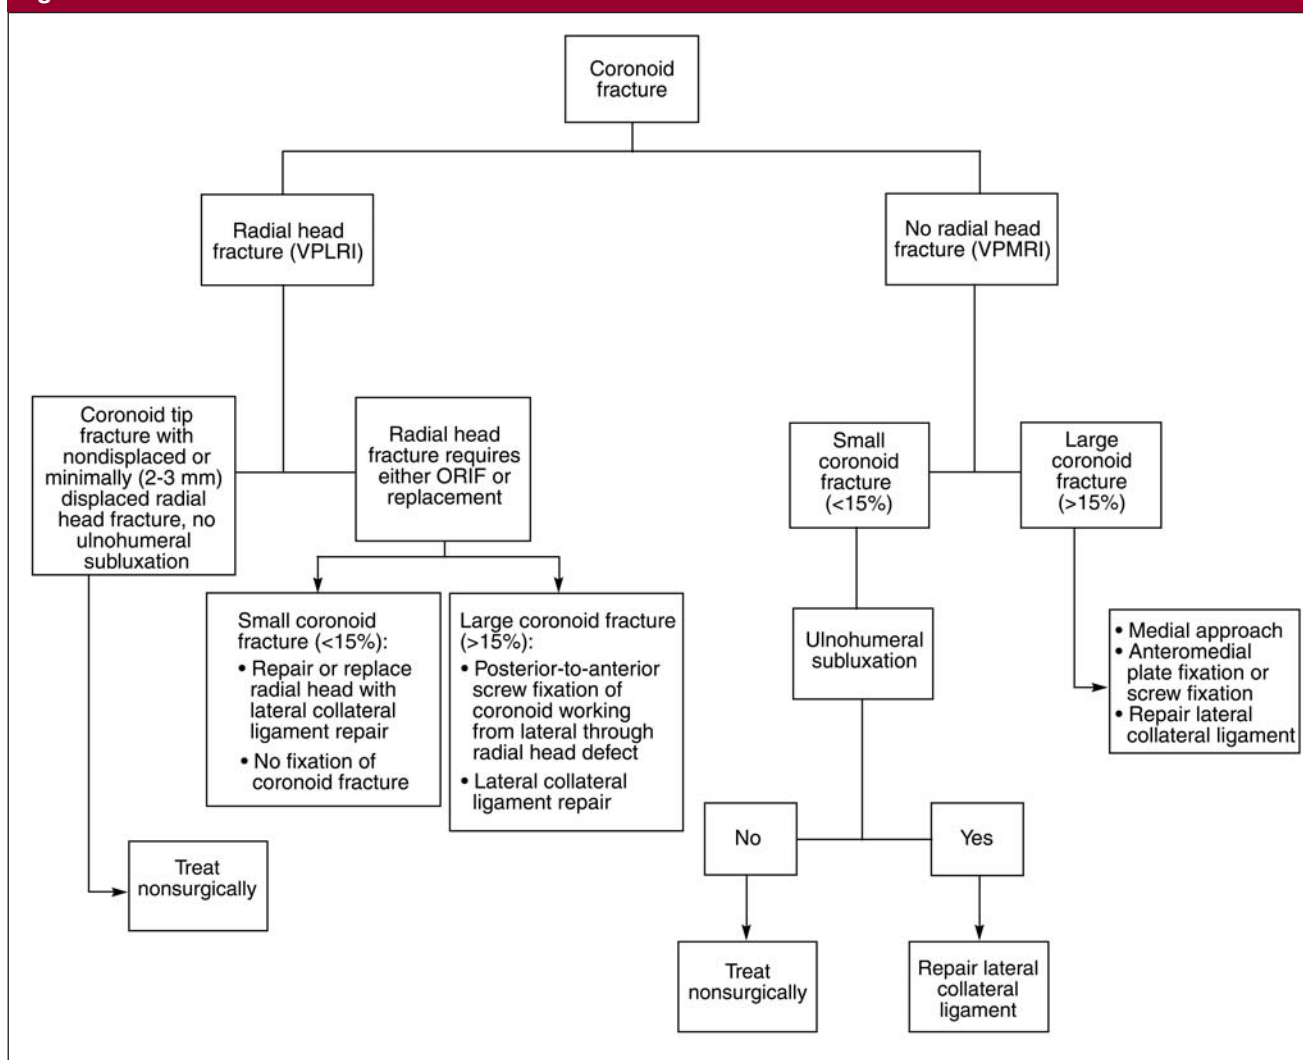 Coronoid
fracture
Radial head
fracture (VPLRI)
No radial head
fracture (VPMRI)
Coronoid tip
fracture with
nondisplaced or
minimally (2-3 mm)
displaced radial
head fracture, no
ulnohumeral
subluxation
Radial head
fracture requires
either ORIF or
replacement
Small
coronoid
fracture
(<15%)
Large
coronoid
fracture
(>15%)
Small coronoid
fracture (<15%):
• Repair or replace
radial head with
lateral collateral
ligament repair
• No fixation of
coronoid fracture
Large coronoid fracture
(>15%):
• Posterior-to-anterior
screw fixation of
coronoid working
from lateral through
radial head defect
• Lateral collateral
ligament repair
Ulnohumeral
subluxation
• Medial approach
• Anteromedial
plate fixation or
screw fixation
• Repair lateral
collateral ligament
No
Yes
Treat
nonsurgically
Treat
nonsurgically
Repair lateral
collateral
ligament